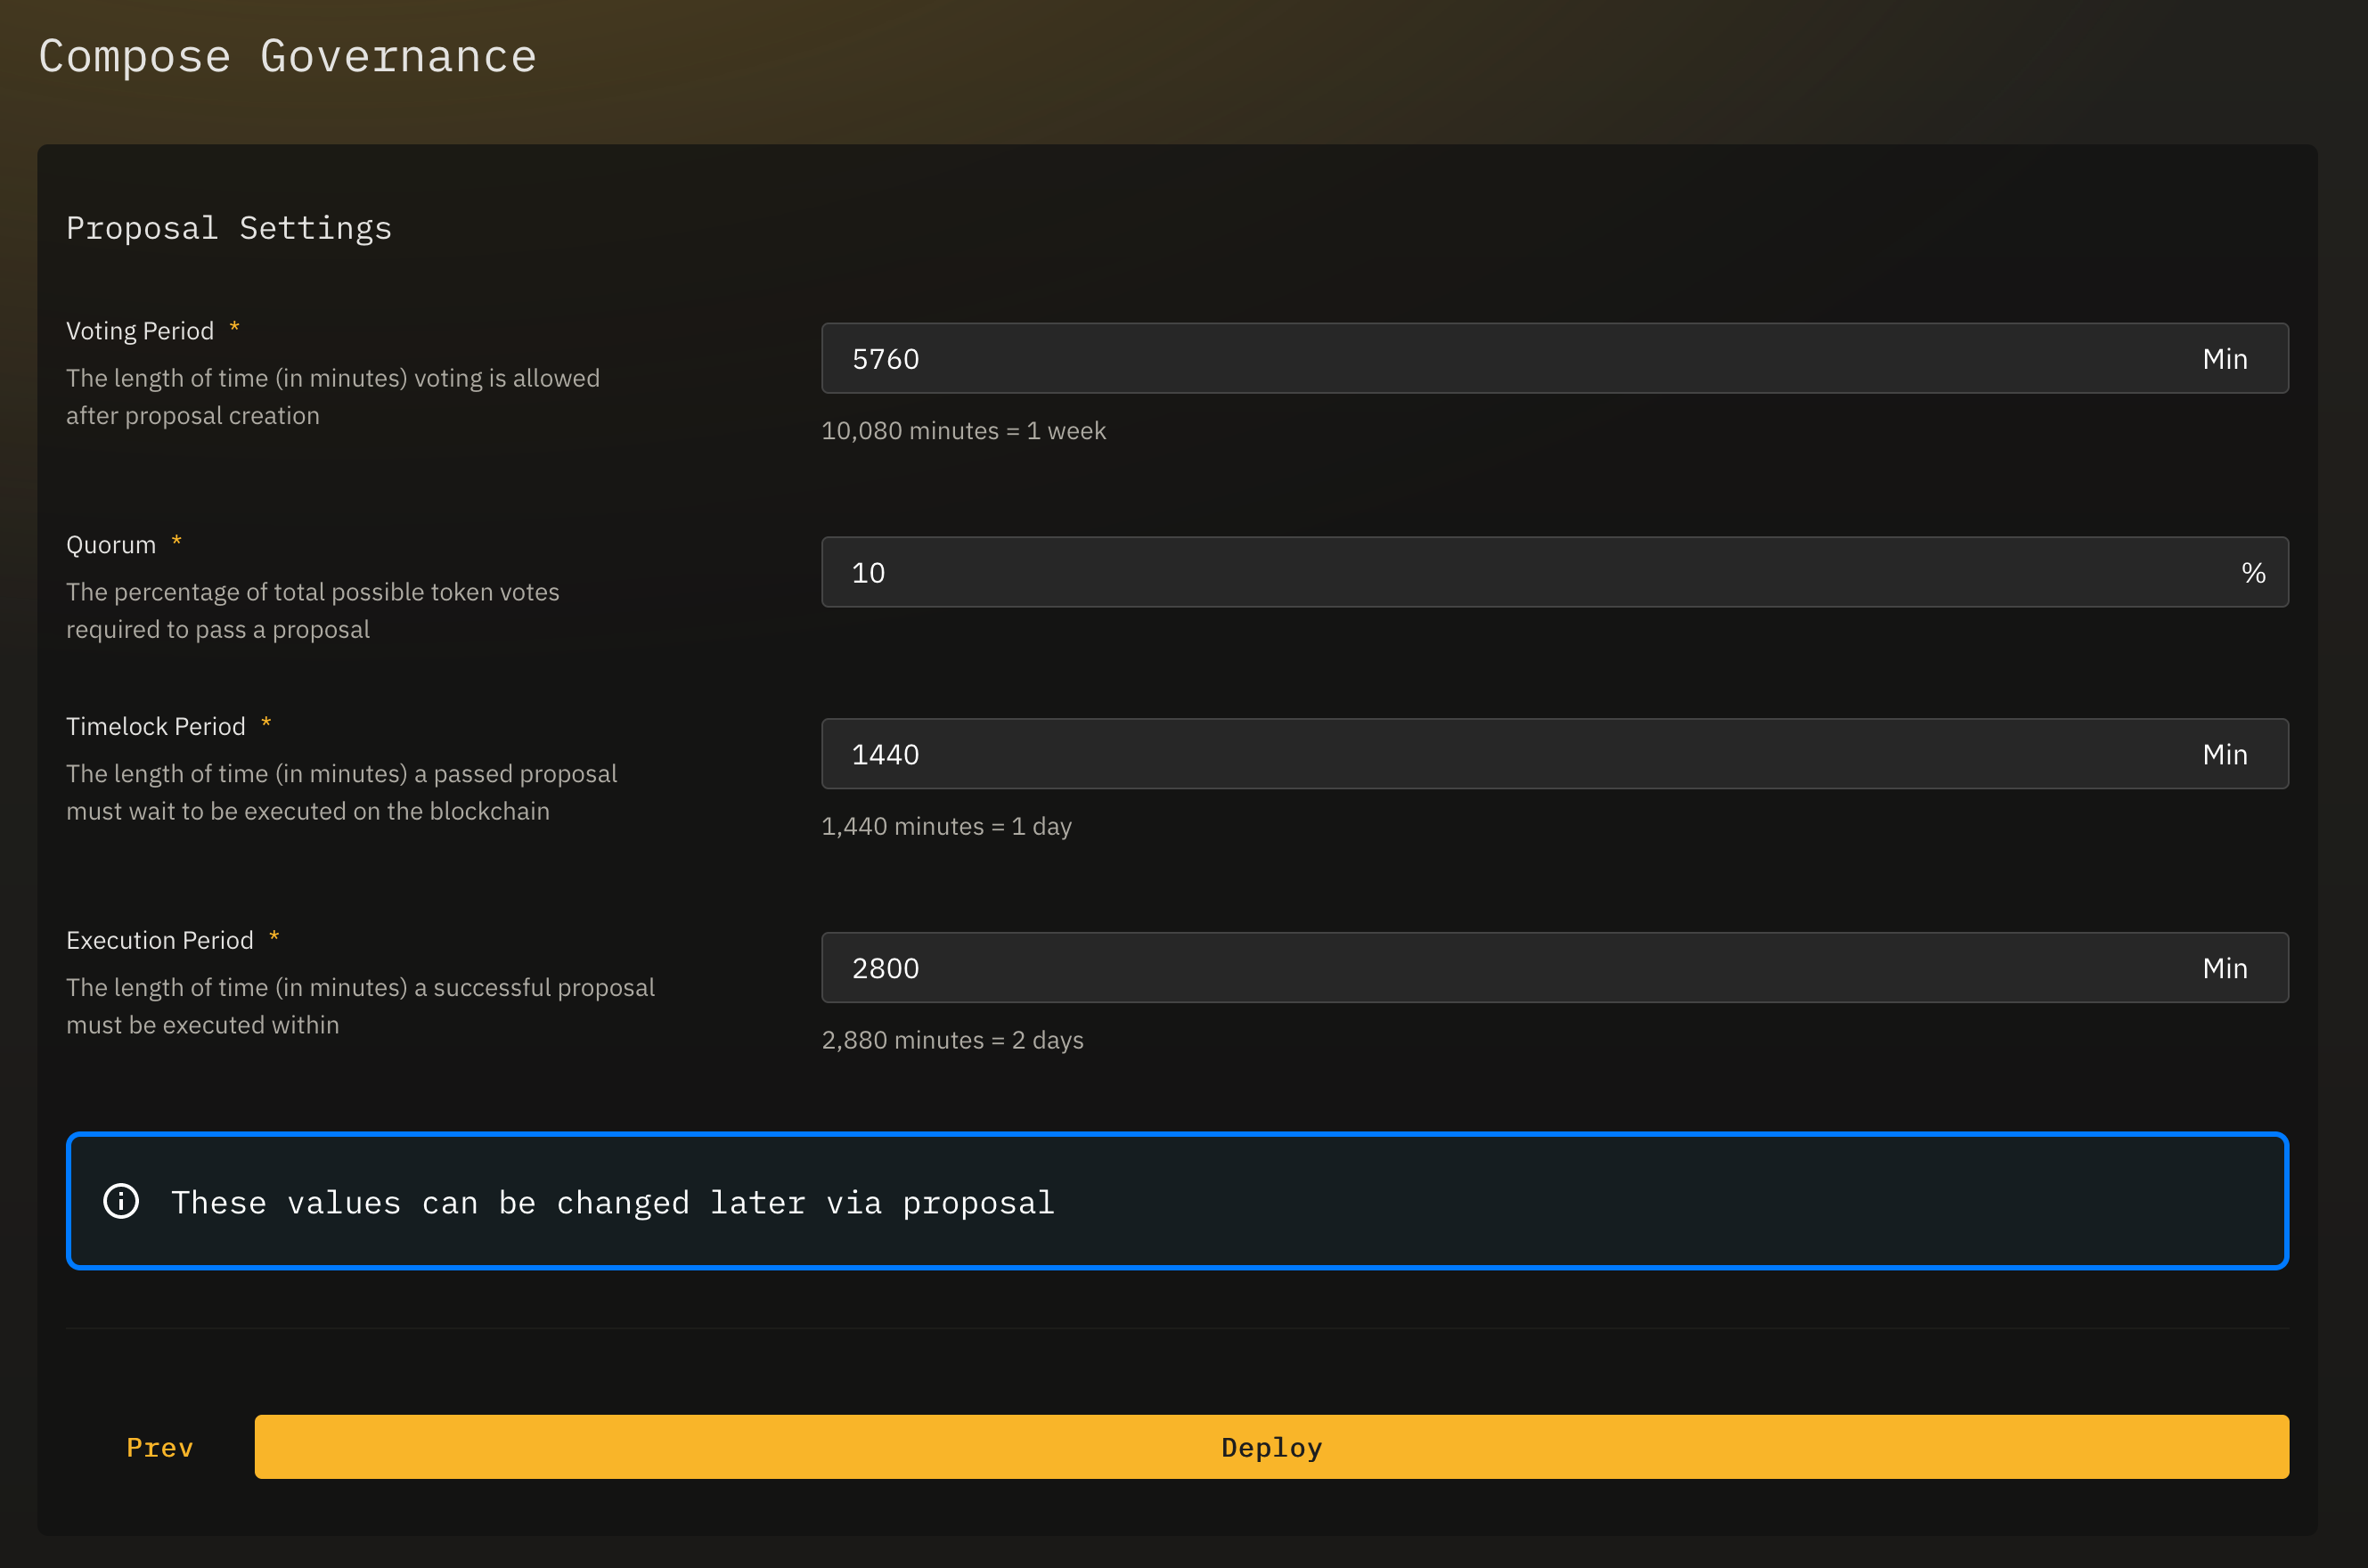 Compose Governance
Proposal Settings
Voting Period *
The length of time (in minutes) voting is allowed
after proposal creation
5760 Min
10,080 minutes = 1 week
Quorum *
The percentage of total possible token votes
required to pass a proposal
10 %
Timelock Period *
The length of time (in minutes) a passed proposal
must wait to be executed on the blockchain
1440 Min
1,440 minutes = 1 day
Execution Period *
The length of time (in minutes) a successful proposal
must be executed within
2800 Min
2,880 minutes = 2 days
These values can be changed later via proposal
Prev Deploy